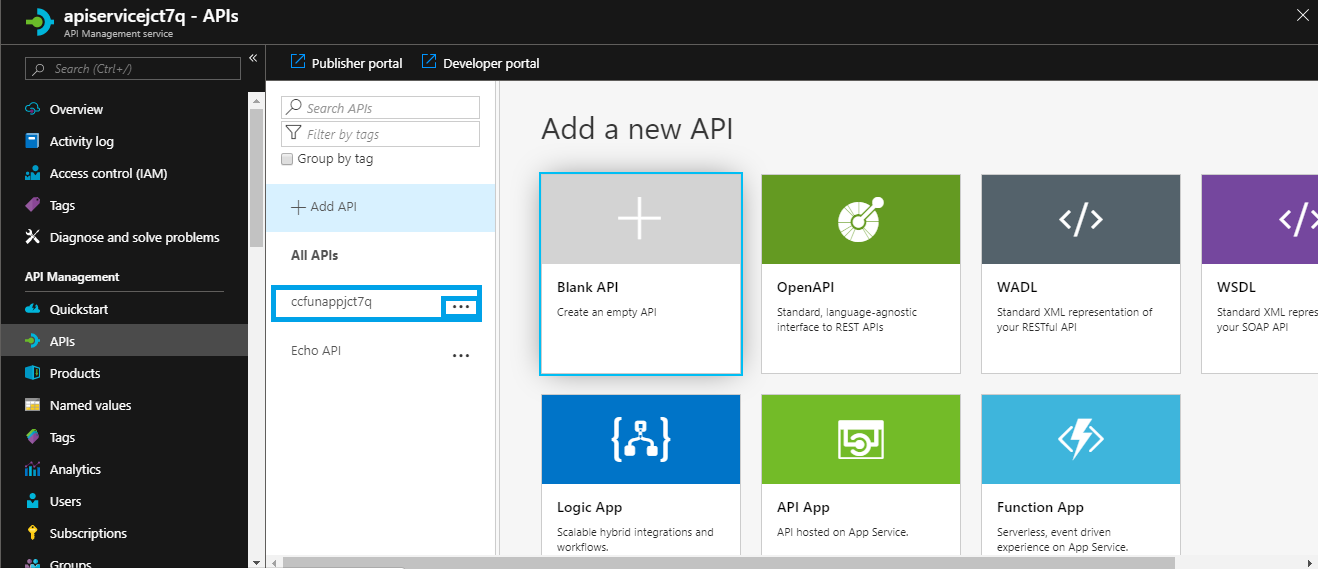 apiservicejct7q - APIs
API Management service
Search (Ctrl+/)
Overview
Activity log
Access control (IAM)
Tags
Diagnose and solve problems
API Management
Quickstart
APIs
Products
Named values
Tags
Analytics
Users
Subscriptions
Groups
Publisher portal
Developer portal
Search APIs
Filter by tags
Group by tag
Add API
All APIs
ccfunappjct7q
Echo API
Add a new API
Blank API
Create an empty API
OpenAPI
Standard, language-agnostic
interface to REST APIs
WADL
Standard XML representation of
your RESTful API
WSDL
Standard XML repres
your SOAP API
Logic App
Scalable hybrid integrations and
workflows.
API App
API hosted on App Service.
Function App
Serverless, event driven
experience on App Service.